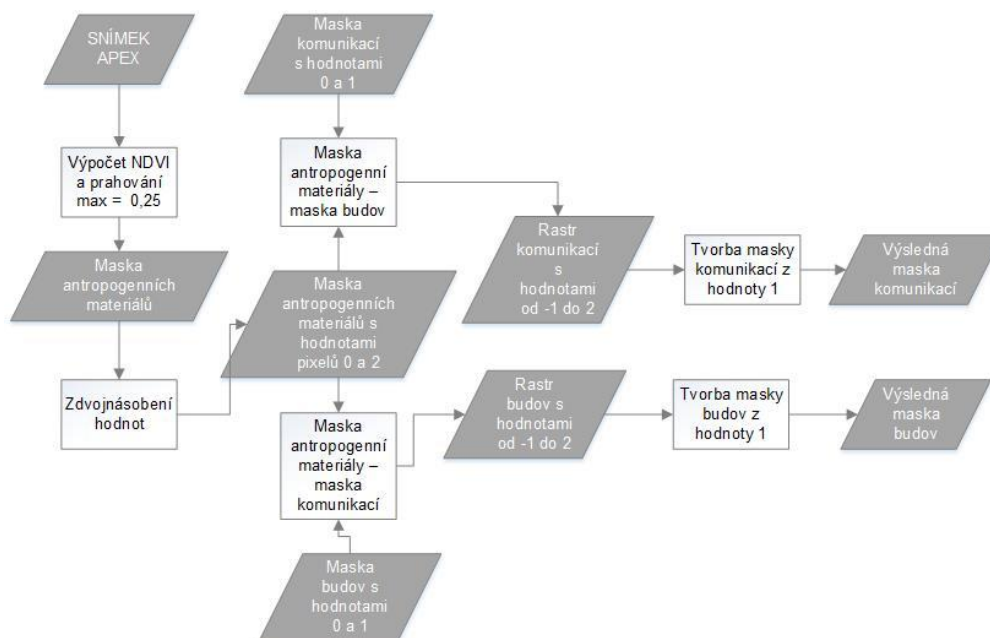 SNÍMEK
APEX
Maska
komunikací
s hodnotami
0 a 1
Výpočet NDVI
a prahování
max = 0,25
Maska
antropogenní
materiály –
maska budov
Maska
antropogenních
materiálů
Maska
antropogenních
materiálů s
hodnotami
pixelů 0 a 2
Rastr
komunikací
s
hodnotami
od -1 do 2
Tvorba masky
komunikací z
hodnoty 1
Výsledná
maska
komunikací
Zdvojnásobení
hodnot
Maska
antropogenní
materiály –
maska
komunikací
Rastr
budov s
hodnotami
od -1 do 2
Tvorba masky
budov z
hodnoty 1
Výsledná
maska
budov
Maska
budov s
hodnotami
0 a 1